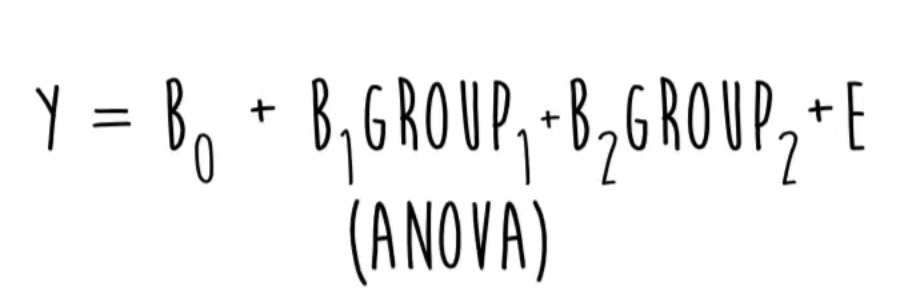 Y = B₀ + B₁GROUP₁+B₂GROUP₂+E
(ANOVA)